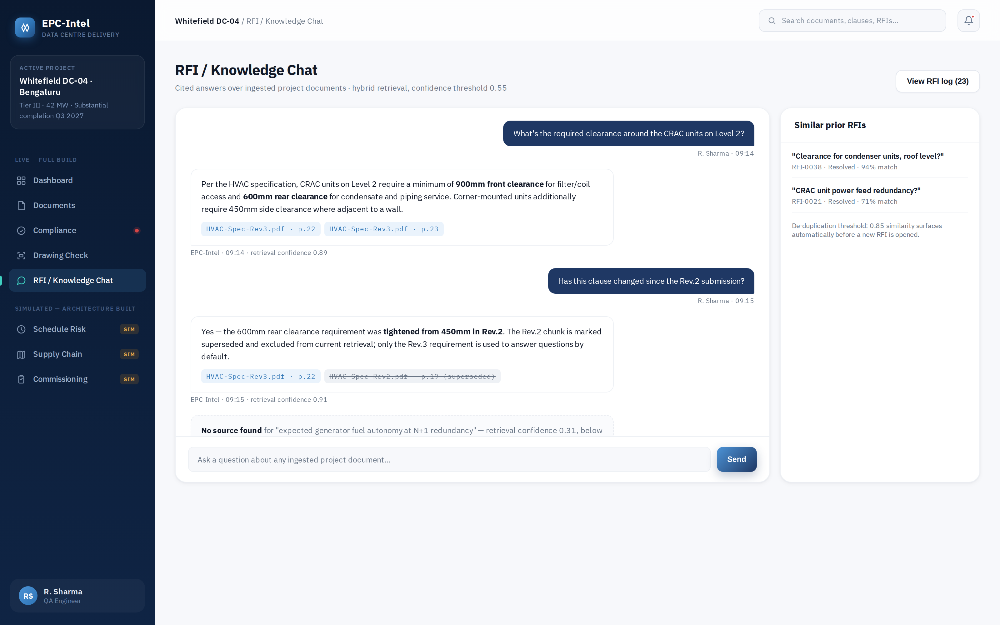 EPC-Intel
DATA CENTRE DELIVERY
ACTIVE PROJECT
Whitefield DC-04 ·
Bengaluru
Tier III · 42 MW · Substantial
completion Q3 2027
LIVE — FULL BUILD
Dashboard
Documents
Compliance
Drawing Check
RFI / Knowledge Chat
SIMULATED — ARCHITECTURE BUILT
Schedule Risk SIM
Supply Chain SIM
Commissioning SIM
RS
R. Sharma
QA Engineer
Whitefield DC-04 / RFI / Knowledge Chat
Search documents, clauses, RFIs...
RFI / Knowledge Chat
Cited answers over ingested project documents · hybrid retrieval, confidence threshold 0.55
View RFI log (23)
What's the required clearance around the CRAC units on Level 2?
R. Sharma · 09:14
Per the HVAC specification, CRAC units on Level 2 require a minimum of 900mm front clearance for filter/coil
access and 600mm rear clearance for condensate and piping service. Corner-mounted units additionally
require 450mm side clearance where adjacent to a wall.
HVAC-Spec-Rev3.pdf · p.22 HVAC-Spec-Rev3.pdf · p.23
EPC-Intel · 09:14 · retrieval confidence 0.89
Has this clause changed since the Rev.2 submission?
R. Sharma · 09:15
Yes — the 600mm rear clearance requirement was tightened from 450mm in Rev.2. The Rev.2 chunk is marked
superseded and excluded from current retrieval; only the Rev.3 requirement is used to answer questions by
default.
HVAC-Spec-Rev3.pdf · p.22 HVAC-Spec-Rev2.pdf · p.19 (superseded)
EPC-Intel · 09:15 · retrieval confidence 0.91
No source found for "expected generator fuel autonomy at N+1 redundancy" — retrieval confidence 0.31, below
Ask a question about any ingested project document...
Send
Similar prior RFIs
"Clearance for condenser units, roof level?"
RFI-0038 · Resolved · 94% match
"CRAC unit power feed redundancy?"
RFI-0021 · Resolved · 71% match
De-duplication threshold: 0.85 similarity surfaces
automatically before a new RFI is opened.